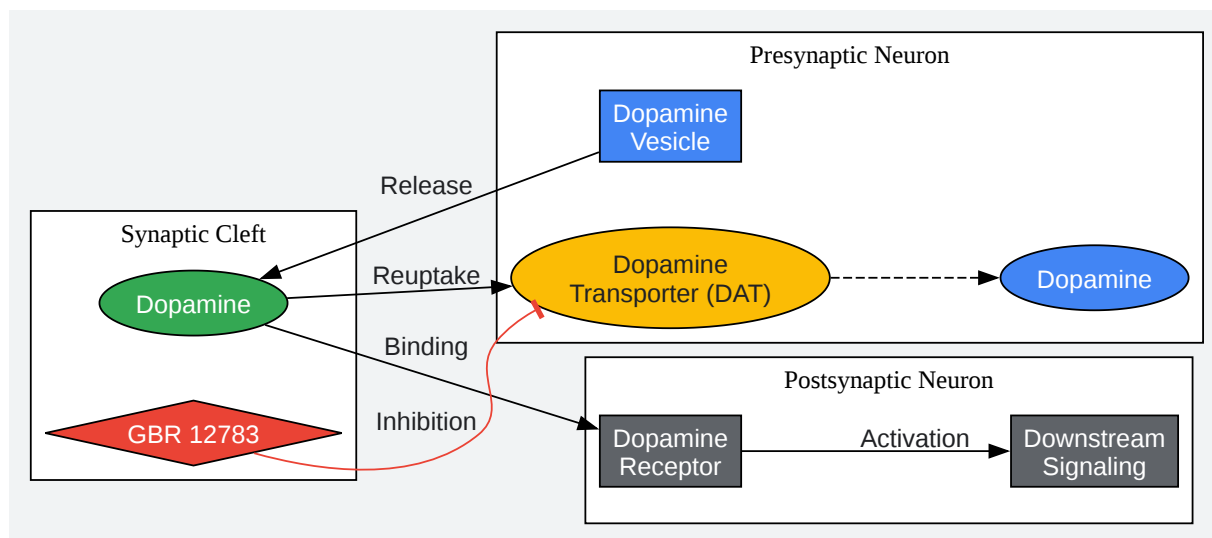 Presynaptic Neuron
Dopamine
Vesicle
Release
Synaptic Cleft
Dopamine
Reuptake
Dopamine
Transporter (DAT)
Dopamine
Binding
Postsynaptic Neuron
GBR 12783
Inhibition
Dopamine
Receptor
Activation
Downstream
Signaling